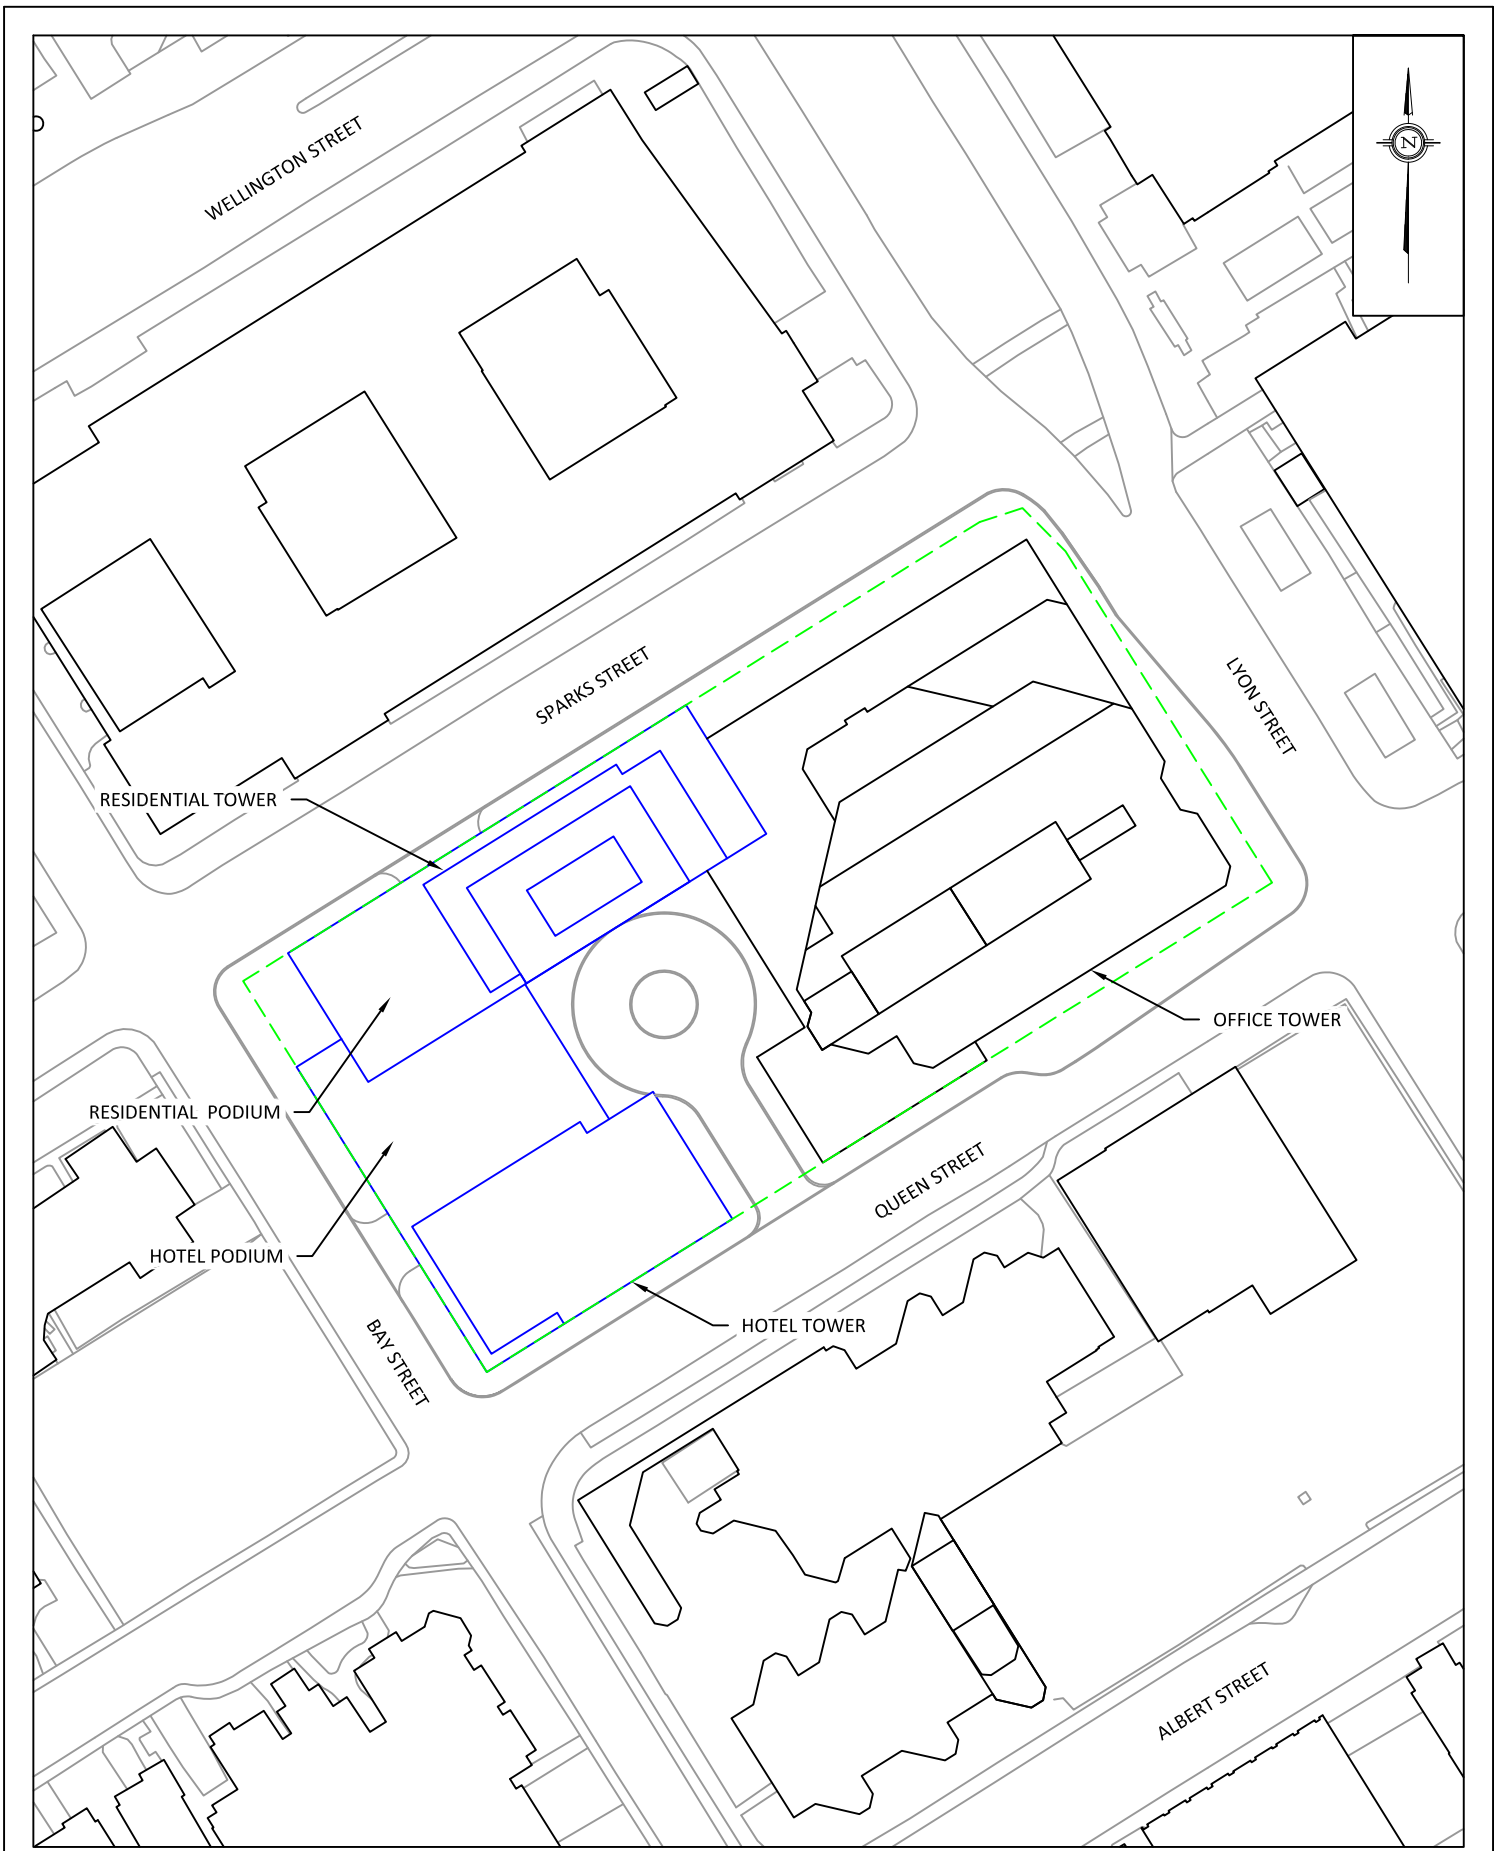 WELLINGTON STREET
N
SPARKS STREET
LYON STREET
RESIDENTIAL TOWER
OFFICE TOWER
RESIDENTIAL PODIUM
QUEEN STREET
HOTEL PODIUM
HOTEL TOWER
BAY STREET
ALBERT STREET